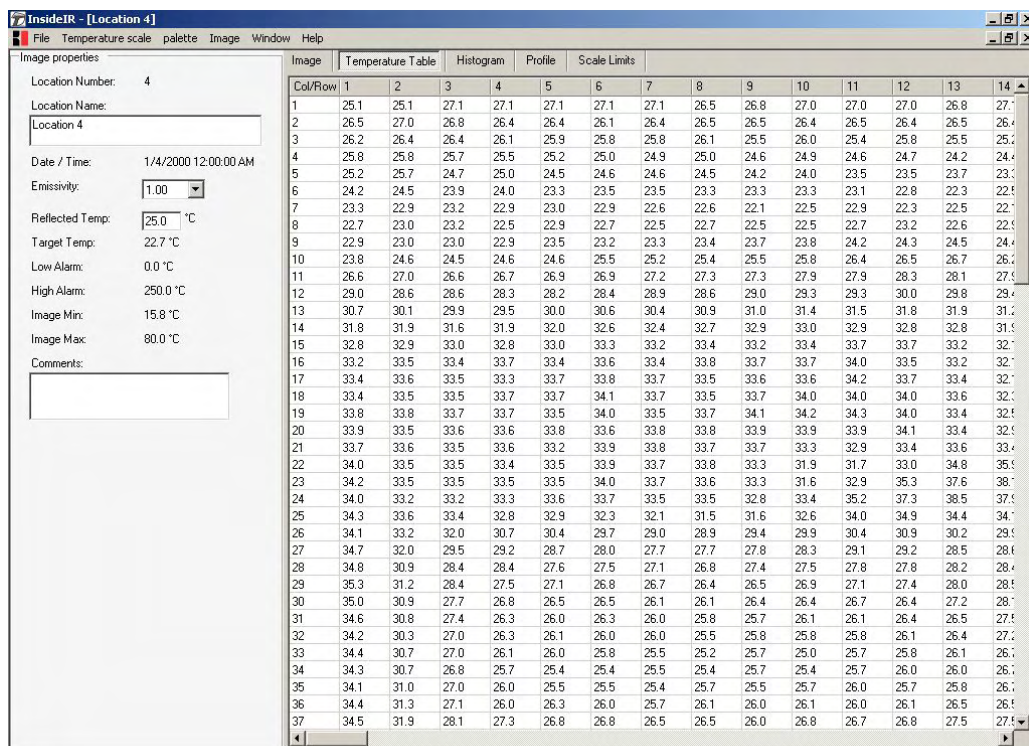 InsideIR - [Location 4]
File Temperature scale palette Image Window Help
Image properties
Location Number: 4
Location Name:
Location 4
Date / Time: 1/4/2000 12:00:00 AM
Emissivity: 1.00
Reflected Temp: 25.0 °C
Target Temp: 22.7 °C
Low Alarm: 0.0 °C
High Alarm: 250.0 °C
Image Min: 15.8 °C
Image Max: 80.0 °C
Comments:
Image Temperature Table Histogram Profile Scale Limits
Col/Row 1 2 3 4 5 6 7 8 9 10 11 12 13 14
1 25.1 25.1 27.1 27.1 27.1 27.1 27.1 26.5 26.8 27.0 27.0 27.0 26.8
2 26.5 27.0 26.8 26.4 26.4 26.1 26.4 26.5 26.5 26.4 26.5 26.4 26.5
3 26.2 26.4 26.4 26.1 25.9 25.8 25.8 26.1 25.5 26.0 25.4 25.8 25.5
4 25.8 25.8 25.7 25.5 25.2 25.0 24.9 25.0 24.6 24.9 24.6 24.7 24.2
5 25.2 25.7 24.7 25.0 24.5 24.6 24.6 24.5 24.2 24.0 23.5 23.5 23.7
6 24.2 24.5 23.9 24.0 23.3 23.5 23.5 23.3 23.3 23.3 23.1 22.8 22.3
7 23.3 22.9 23.2 22.9 23.0 22.9 22.6 22.6 22.1 22.5 22.9 22.3 22.5
8 22.7 23.0 23.2 22.5 22.9 22.7 22.5 22.7 22.5 22.5 22.7 23.2 22.6
9 22.9 23.0 23.0 22.9 23.5 23.2 23.3 23.4 23.7 23.8 24.2 24.3 24.5
10 23.8 24.6 24.5 24.6 24.6 25.5 25.2 25.4 25.5 25.8 26.4 26.5 26.7
11 26.6 27.0 26.6 26.7 26.9 26.9 27.2 27.3 27.3 27.9 27.9 28.3 28.1
12 29.0 28.6 28.6 28.3 28.2 28.4 28.9 28.6 29.0 29.3 29.3 30.0 29.8
13 30.7 30.1 29.9 29.5 30.0 30.6 30.4 30.9 31.0 31.4 31.5 31.8 31.9
14 31.8 31.9 31.6 31.9 32.0 32.6 32.4 32.7 32.9 33.0 32.9 32.8 32.8
15 32.8 32.9 33.0 32.8 33.0 33.3 33.2 33.4 33.2 33.4 33.7 33.7 33.2
16 33.2 33.5 33.4 33.7 33.4 33.6 33.4 33.8 33.7 33.7 34.0 33.5 33.2
17 33.4 33.6 33.5 33.3 33.7 33.8 33.7 33.5 33.6 33.6 34.2 33.7 33.4
18 33.4 33.5 33.5 33.7 33.7 34.1 33.7 33.5 33.7 34.0 34.0 34.0 33.6
19 33.8 33.8 33.7 33.7 33.5 34.0 33.5 33.7 34.1 34.2 34.3 34.0 33.4
20 33.9 33.5 33.6 33.6 33.8 33.6 33.8 33.8 33.9 33.9 33.9 34.1 33.4
21 33.7 33.6 33.5 33.6 33.2 33.9 33.8 33.7 33.7 33.3 32.9 33.4 33.6
22 34.0 33.5 33.5 33.4 33.5 33.9 33.7 33.8 33.3 31.9 31.7 33.0 34.8
23 34.2 33.5 33.5 33.5 33.5 34.0 33.7 33.6 33.3 31.6 32.9 35.3 37.6
24 34.0 33.2 33.2 33.3 33.6 33.7 33.5 33.5 32.8 33.4 35.2 37.3 38.5
25 34.3 33.6 33.4 32.8 32.9 32.3 32.1 31.5 31.6 32.6 34.0 34.9 34.4
26 34.1 33.2 32.0 30.7 30.4 29.7 29.0 28.9 29.4 29.9 30.4 30.9 30.2
27 34.7 32.0 29.5 29.2 28.7 28.0 27.7 27.7 27.8 28.3 29.1 29.2 28.5
28 34.8 30.9 28.4 28.4 27.6 27.5 27.1 26.8 27.4 27.5 27.8 27.8 28.2
29 35.3 31.2 28.4 27.5 27.1 26.8 26.7 26.4 26.5 26.9 27.1 27.4 28.0
30 35.0 30.9 27.7 26.8 26.5 26.5 26.1 26.1 26.4 26.4 26.7 26.4 27.2
31 34.6 30.8 27.4 26.3 26.0 26.3 26.0 25.8 25.7 26.1 26.1 26.4 26.5
32 34.2 30.3 27.0 26.3 26.1 26.0 26.0 25.5 25.8 25.8 25.8 26.1 26.4
33 34.4 30.7 27.0 26.1 26.0 25.8 25.5 25.2 25.7 25.0 25.7 25.8 26.1
34 34.3 30.7 26.8 25.7 25.4 25.4 25.5 25.4 25.7 25.4 25.7 26.0 26.0
35 34.1 31.0 27.0 26.0 25.5 25.5 25.4 25.7 25.5 25.7 26.0 25.7 25.8
36 34.4 31.3 27.1 26.0 26.3 26.0 25.7 26.1 26.0 26.1 26.0 26.1 26.5
37 34.5 31.9 28.1 27.3 26.8 26.8 26.5 26.5 26.0 26.8 26.7 26.8 27.5